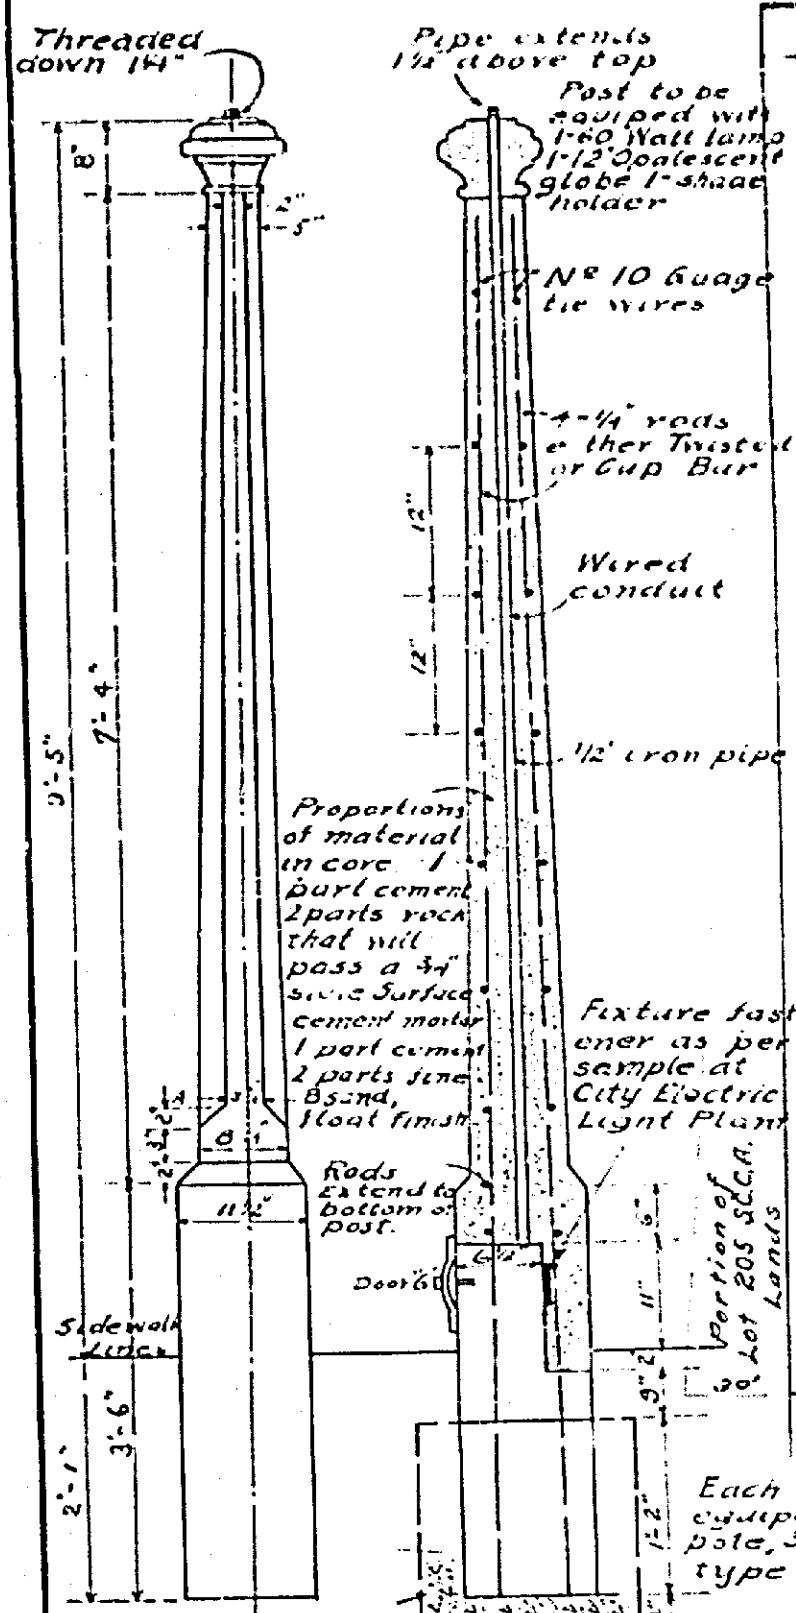 Threaded
down 1¼"
Pipe extends
1¼" above top
Post to be
equiped with
1-60 Watt lamp
1-12" Opalescent
globe 1-shade
holder
8"
5"
Nº 10 Guage
tie wires
4-¼" rods
e ther Twisted
or Cup Bar
12"
Wired
conduct
12"
7'-4"
9'-5"
½" iron pipe
Proportions
of material
in core 1
part cement
2 parts rock
that will
pass a ¾"
sieve Surface
cement mortar
1 part cement
2 parts fine
sand,
float finish
Fixture fast
ener as per
sample at
City Electric
Light Plant
Rods
Extend to
bottom of
post.
2"
11½"
6"
Door
11"
Portion of
Lot 205 S.C.C.A.
Lands
Sidewalk
Line
2
9"
3'-6"
2'-1"
1'-2"
Each
equip
pole,
type